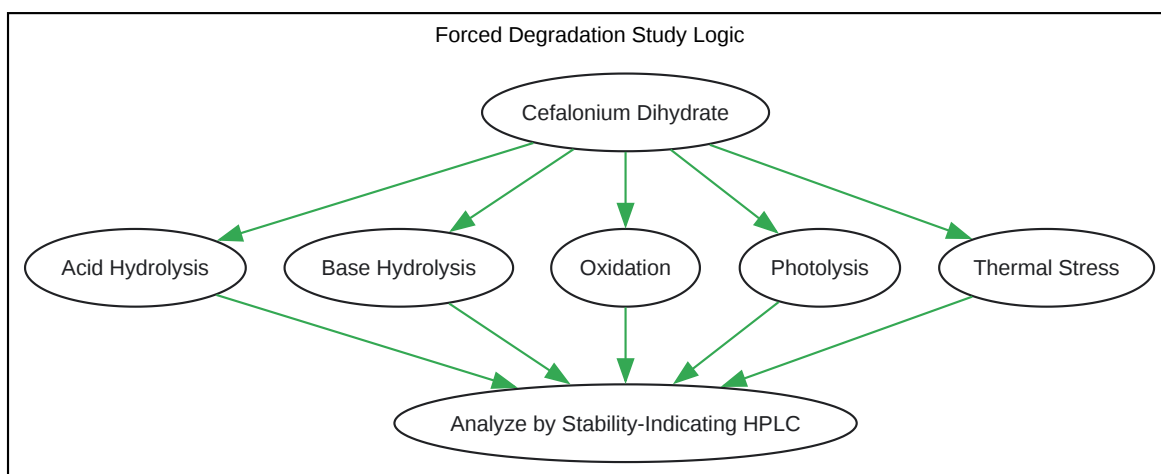 Forced Degradation Study Logic
Cefalonium Dihydrate
Acid Hydrolysis
Base Hydrolysis
Oxidation
Photolysis
Thermal Stress
Analyze by Stability-Indicating HPLC